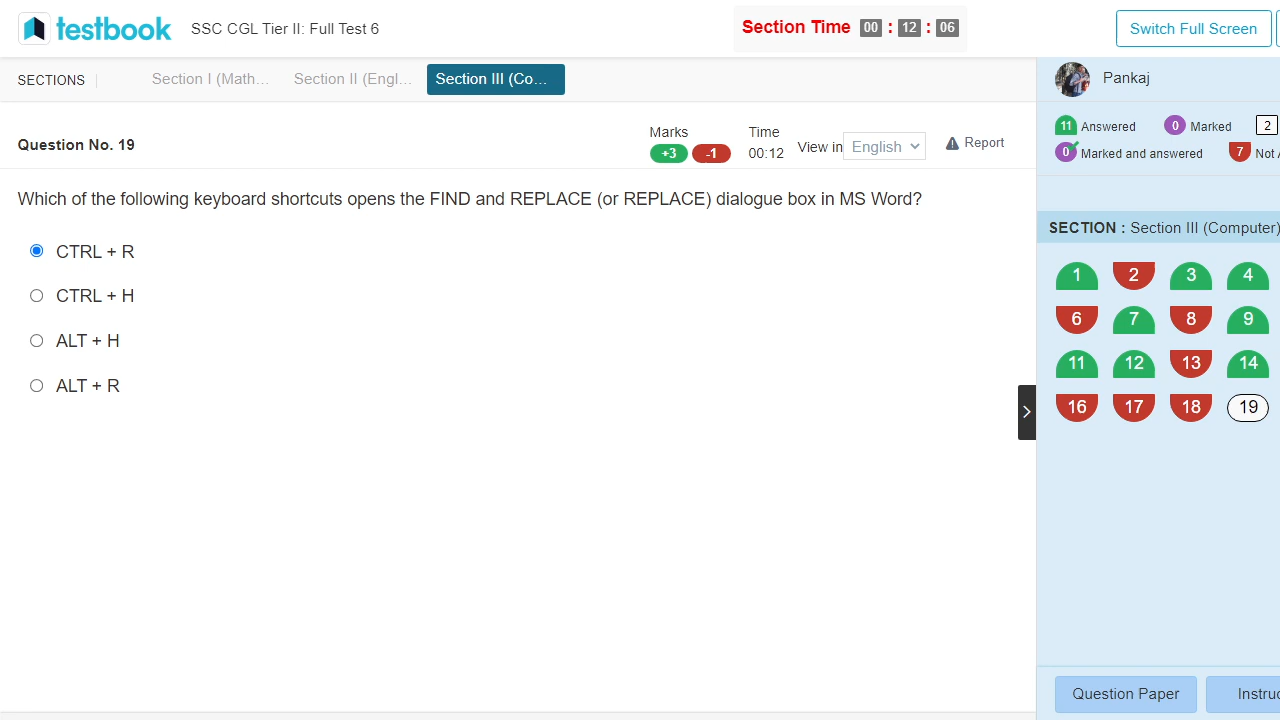 testbook SSC CGL Tier II: Full Test 6 Section Time 00 : 12 : 06 Switch Full Screen
SECTIONS Section I (Math... Section II (Engl... Section III (Co...
Pankaj
Question No. 19
Marks
+3 -1
Time
00:12
View in English
Report
11 Answered 0 Marked 2
0 Marked and answered 7 Not
Which of the following keyboard shortcuts opens the FIND and REPLACE (or REPLACE) dialogue box in MS Word?
CTRL + R
CTRL + H
ALT + H
ALT + R
SECTION : Section III (Computer)
1 2 3 4
6 7 8 9
11 12 13 14
16 17 18 19
Question Paper